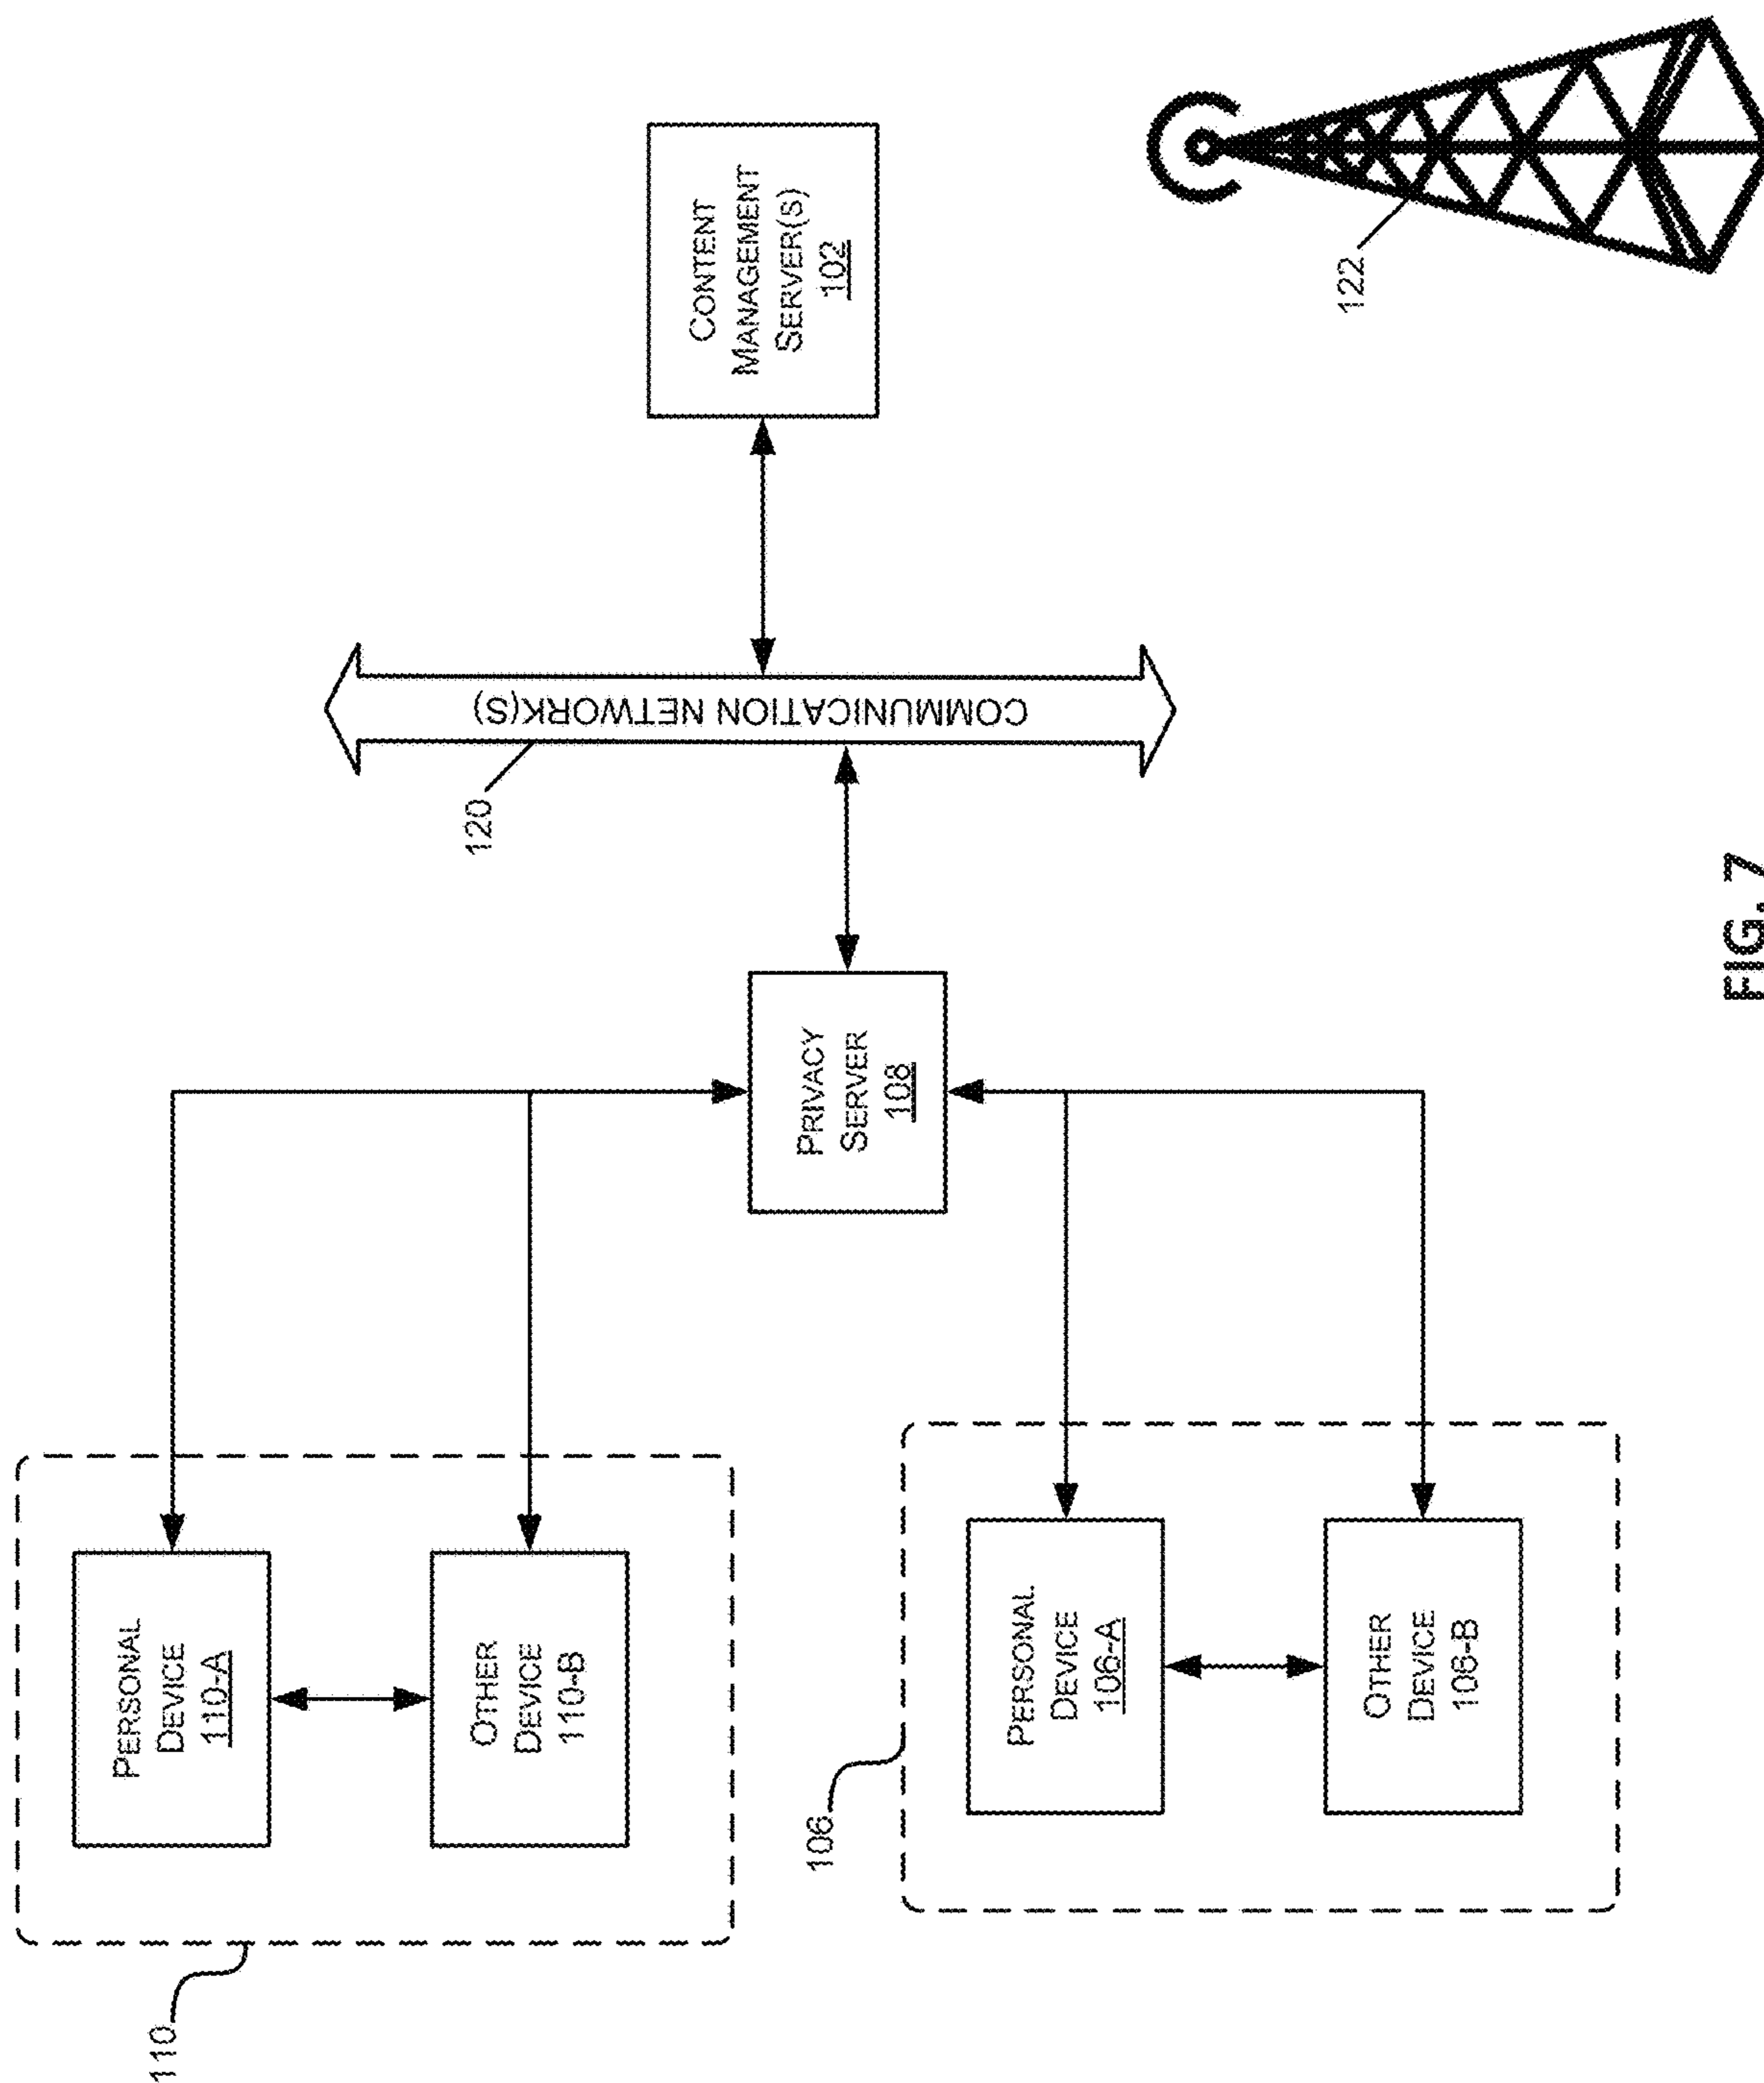 110
PERSONAL
DEVICE
110-A
OTHER
DEVICE
110-B
106
PERSONAL
DEVICE
106-A
OTHER
DEVICE
106-B
PRIVACY
SERVER
108
120
COMMUNICATION NETWORK(S)
CONTENT
MANAGEMENT
SERVER(S)
102
122
FIG. 7